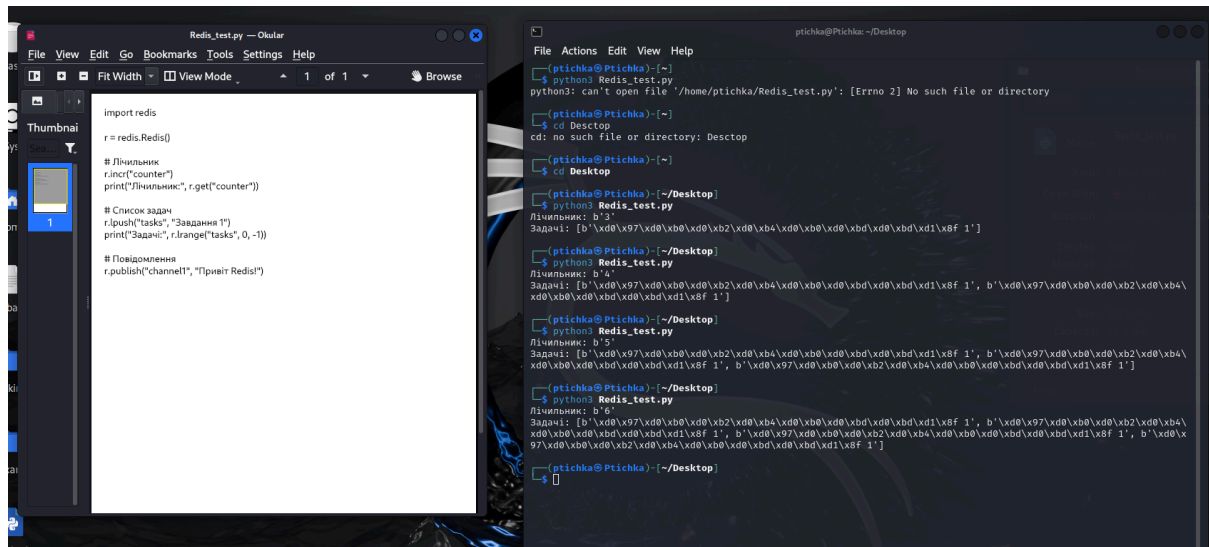 Redis_test.py — Okular
File View Edit Go Bookmarks Tools Settings Help
Fit Width View Mode 1 of 1 Browse
Thumbnai
Sea...
1
import redis
r = redis.Redis()
# Лічильник
r.incr("counter")
print("Лічильник:", r.get("counter"))
# Список задач
r.lpush("tasks", "Завдання 1")
print("Задачі:", r.lrange("tasks", 0, -1))
# Повідомлення
r.publish("channel1", "Привіт Redis!")
ptichka@Ptichka: ~/Desktop
File Actions Edit View Help
(ptichka㉿Ptichka)-[~]
$ python3 Redis_test.py
python3: can't open file '/home/ptichka/Redis_test.py': [Errno 2] No such file or directory
(ptichka㉿Ptichka)-[~]
$ cd Desctop
cd: no such file or directory: Desctop
(ptichka㉿Ptichka)-[~]
$ cd Desktop
(ptichka㉿Ptichka)-[~/Desktop]
$ python3 Redis_test.py
Лічильник: b'3'
Задачі: [b'\xd0\x97\xd0\xb0\xd0\xb2\xd0\xb4\xd0\xb0\xd0\xbd\xd0\xbd\xd1\x8f 1']
(ptichka㉿Ptichka)-[~/Desktop]
$ python3 Redis_test.py
Лічильник: b'4'
Задачі: [b'\xd0\x97\xd0\xb0\xd0\xb2\xd0\xb4\xd0\xb0\xd0\xbd\xd0\xbd\xd1\x8f 1', b'\xd0\x97\xd0\xb0\xd0\xb2\xd0\xb4\
xd0\xb0\xd0\xbd\xd0\xbd\xd1\x8f 1']
(ptichka㉿Ptichka)-[~/Desktop]
$ python3 Redis_test.py
Лічильник: b'5'
Задачі: [b'\xd0\x97\xd0\xb0\xd0\xb2\xd0\xb4\xd0\xb0\xd0\xbd\xd0\xbd\xd1\x8f 1', b'\xd0\x97\xd0\xb0\xd0\xb2\xd0\xb4\
xd0\xb0\xd0\xbd\xd0\xbd\xd1\x8f 1', b'\xd0\x97\xd0\xb0\xd0\xb2\xd0\xb4\xd0\xb0\xd0\xbd\xd0\xbd\xd1\x8f 1']
(ptichka㉿Ptichka)-[~/Desktop]
$ python3 Redis_test.py
Лічильник: b'6'
Задачі: [b'\xd0\x97\xd0\xb0\xd0\xb2\xd0\xb4\xd0\xb0\xd0\xbd\xd0\xbd\xd1\x8f 1', b'\xd0\x97\xd0\xb0\xd0\xb2\xd0\xb4\
xd0\xb0\xd0\xbd\xd0\xbd\xd1\x8f 1', b'\xd0\x97\xd0\xb0\xd0\xb2\xd0\xb4\xd0\xb0\xd0\xbd\xd0\xbd\xd1\x8f 1', b'\xd0\x
97\xd0\xb0\xd0\xb2\xd0\xb4\xd0\xb0\xd0\xbd\xd0\xbd\xd1\x8f 1']
(ptichka㉿Ptichka)-[~/Desktop]
$